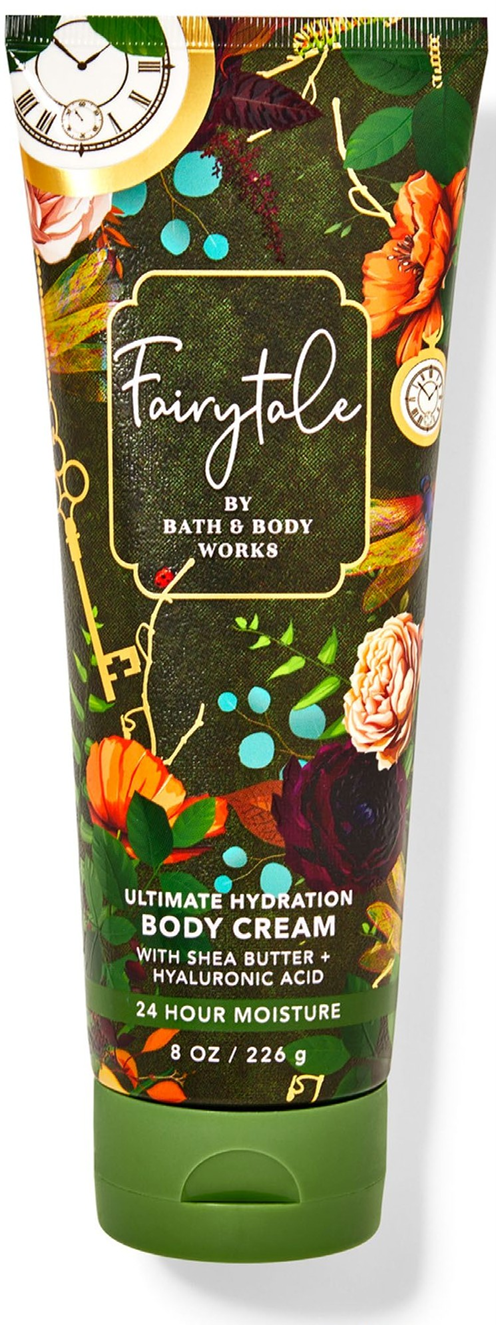 Fairytale
BY
BATH & BODY
WORKS
ULTIMATE HYDRATION
BODY CREAM
WITH SHEA BUTTER +
HYALURONIC ACID
24 HOUR MOISTURE
8 OZ / 226 g